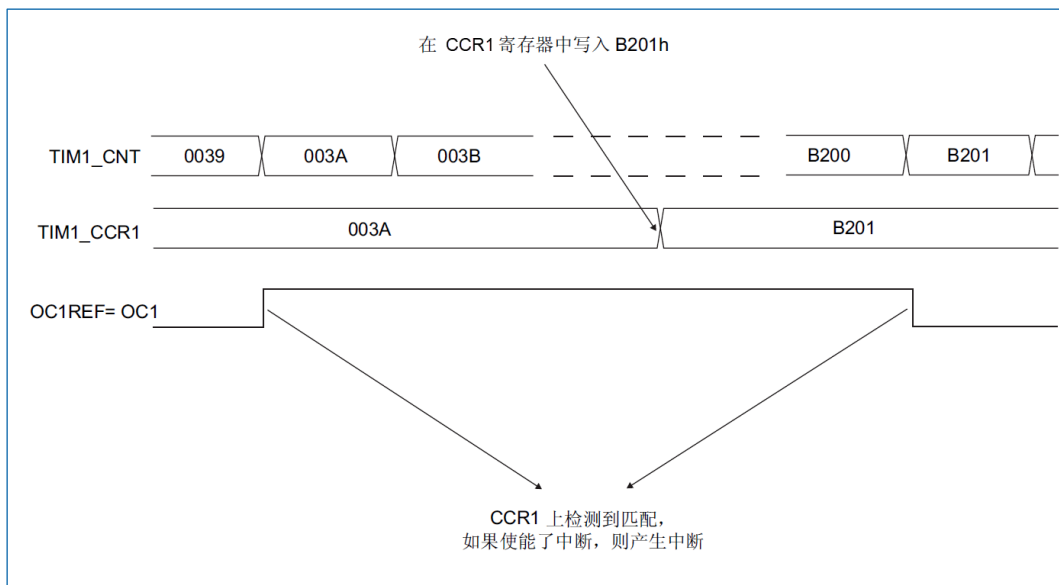 在 CCR1 寄存器中写入 B201h
TIM1_CNT 0039 003A 003B B200 B201
TIM1_CCR1 003A B201
OC1REF= OC1
CCR1 上检测到匹配，
如果使能了中断，则产生中断